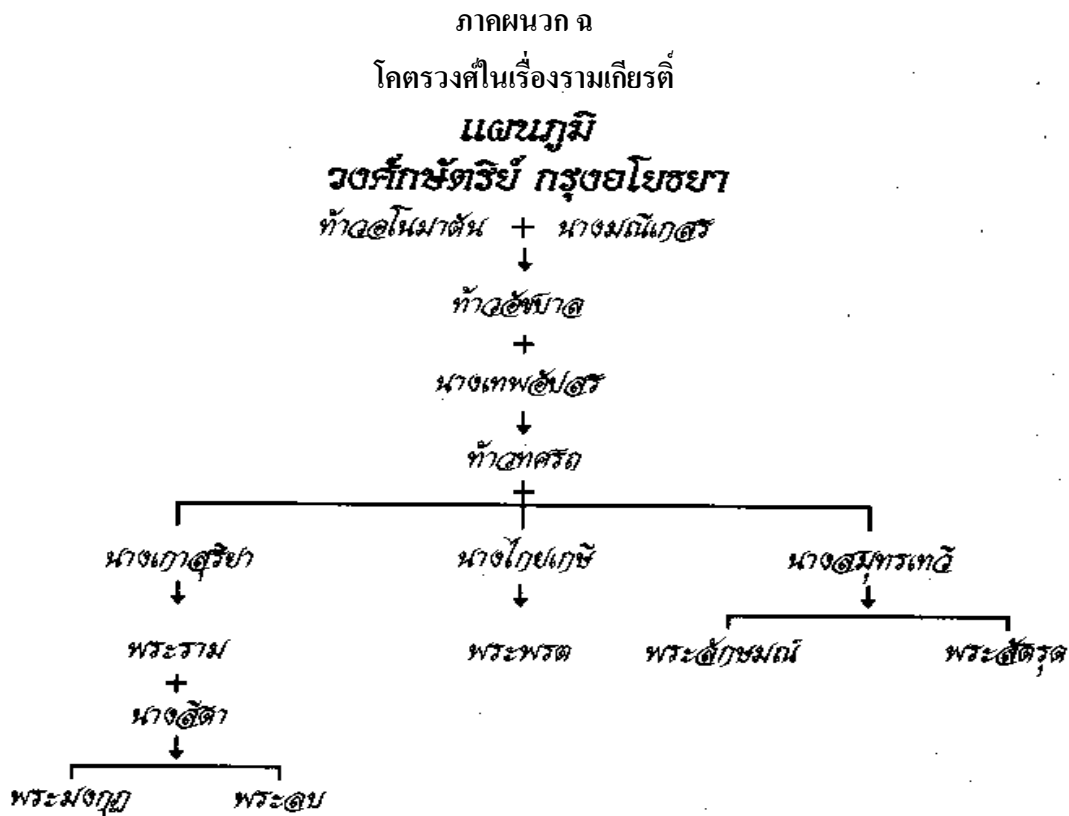 ภาคผนวก ฉ
โคตรวงศ์ในเรื่องรามเกียรติ์
แผนภูมิ
วงศ์กษัตริย์ กรุงอโยธยา
ท้าวอโนมาตัน + นางมณีเกสร
ท้าวอัชบาล
+
นางเทพอัปสร
ท้าวทศรถ
+
นางเกาสุริยา นางไกยเกษี นางสมุทรเทวี
พระราม พระพรต พระลักษมณ์ พระสัตรุด
+
นางสีดา
พระมงกุฎ พระลบ